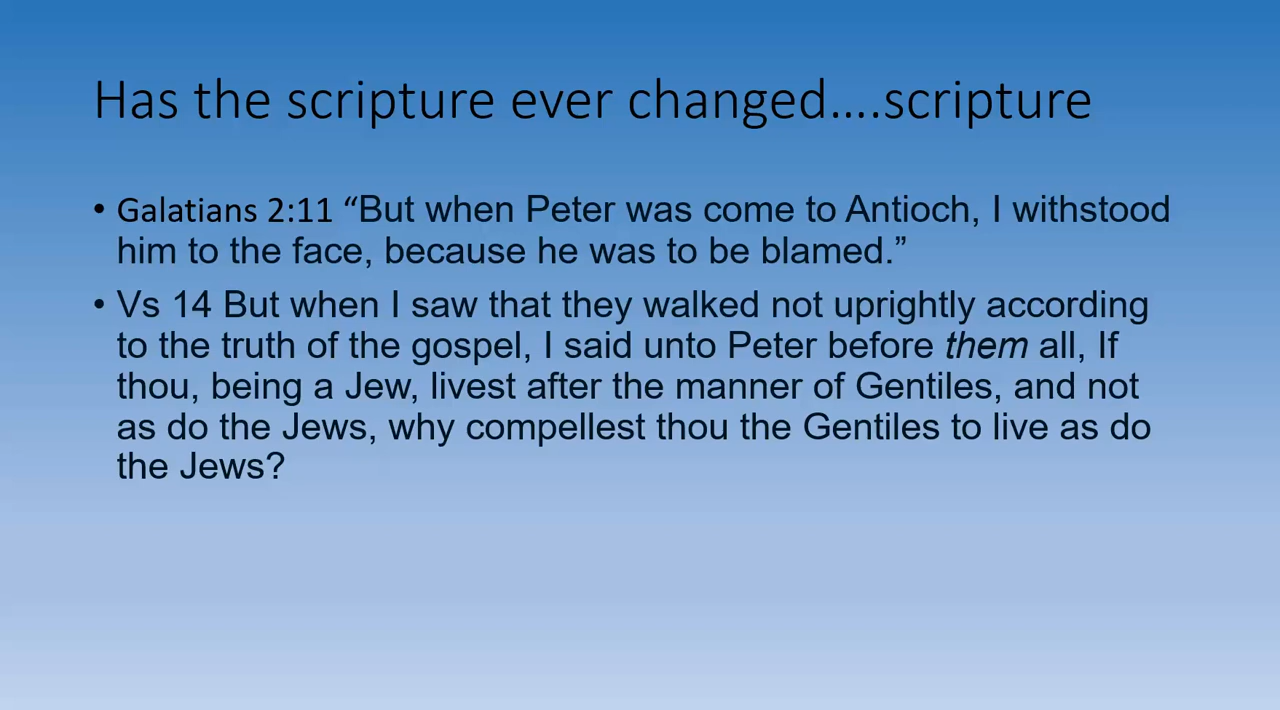 Has the scripture ever changed….scripture
• Galatians 2:11 “But when Peter was come to Antioch, I withstood
him to the face, because he was to be blamed.”
• Vs 14 But when I saw that they walked not uprightly according
to the truth of the gospel, I said unto Peter before them all, If
thou, being a Jew, livest after the manner of Gentiles, and not
as do the Jews, why compellest thou the Gentiles to live as do
the Jews?